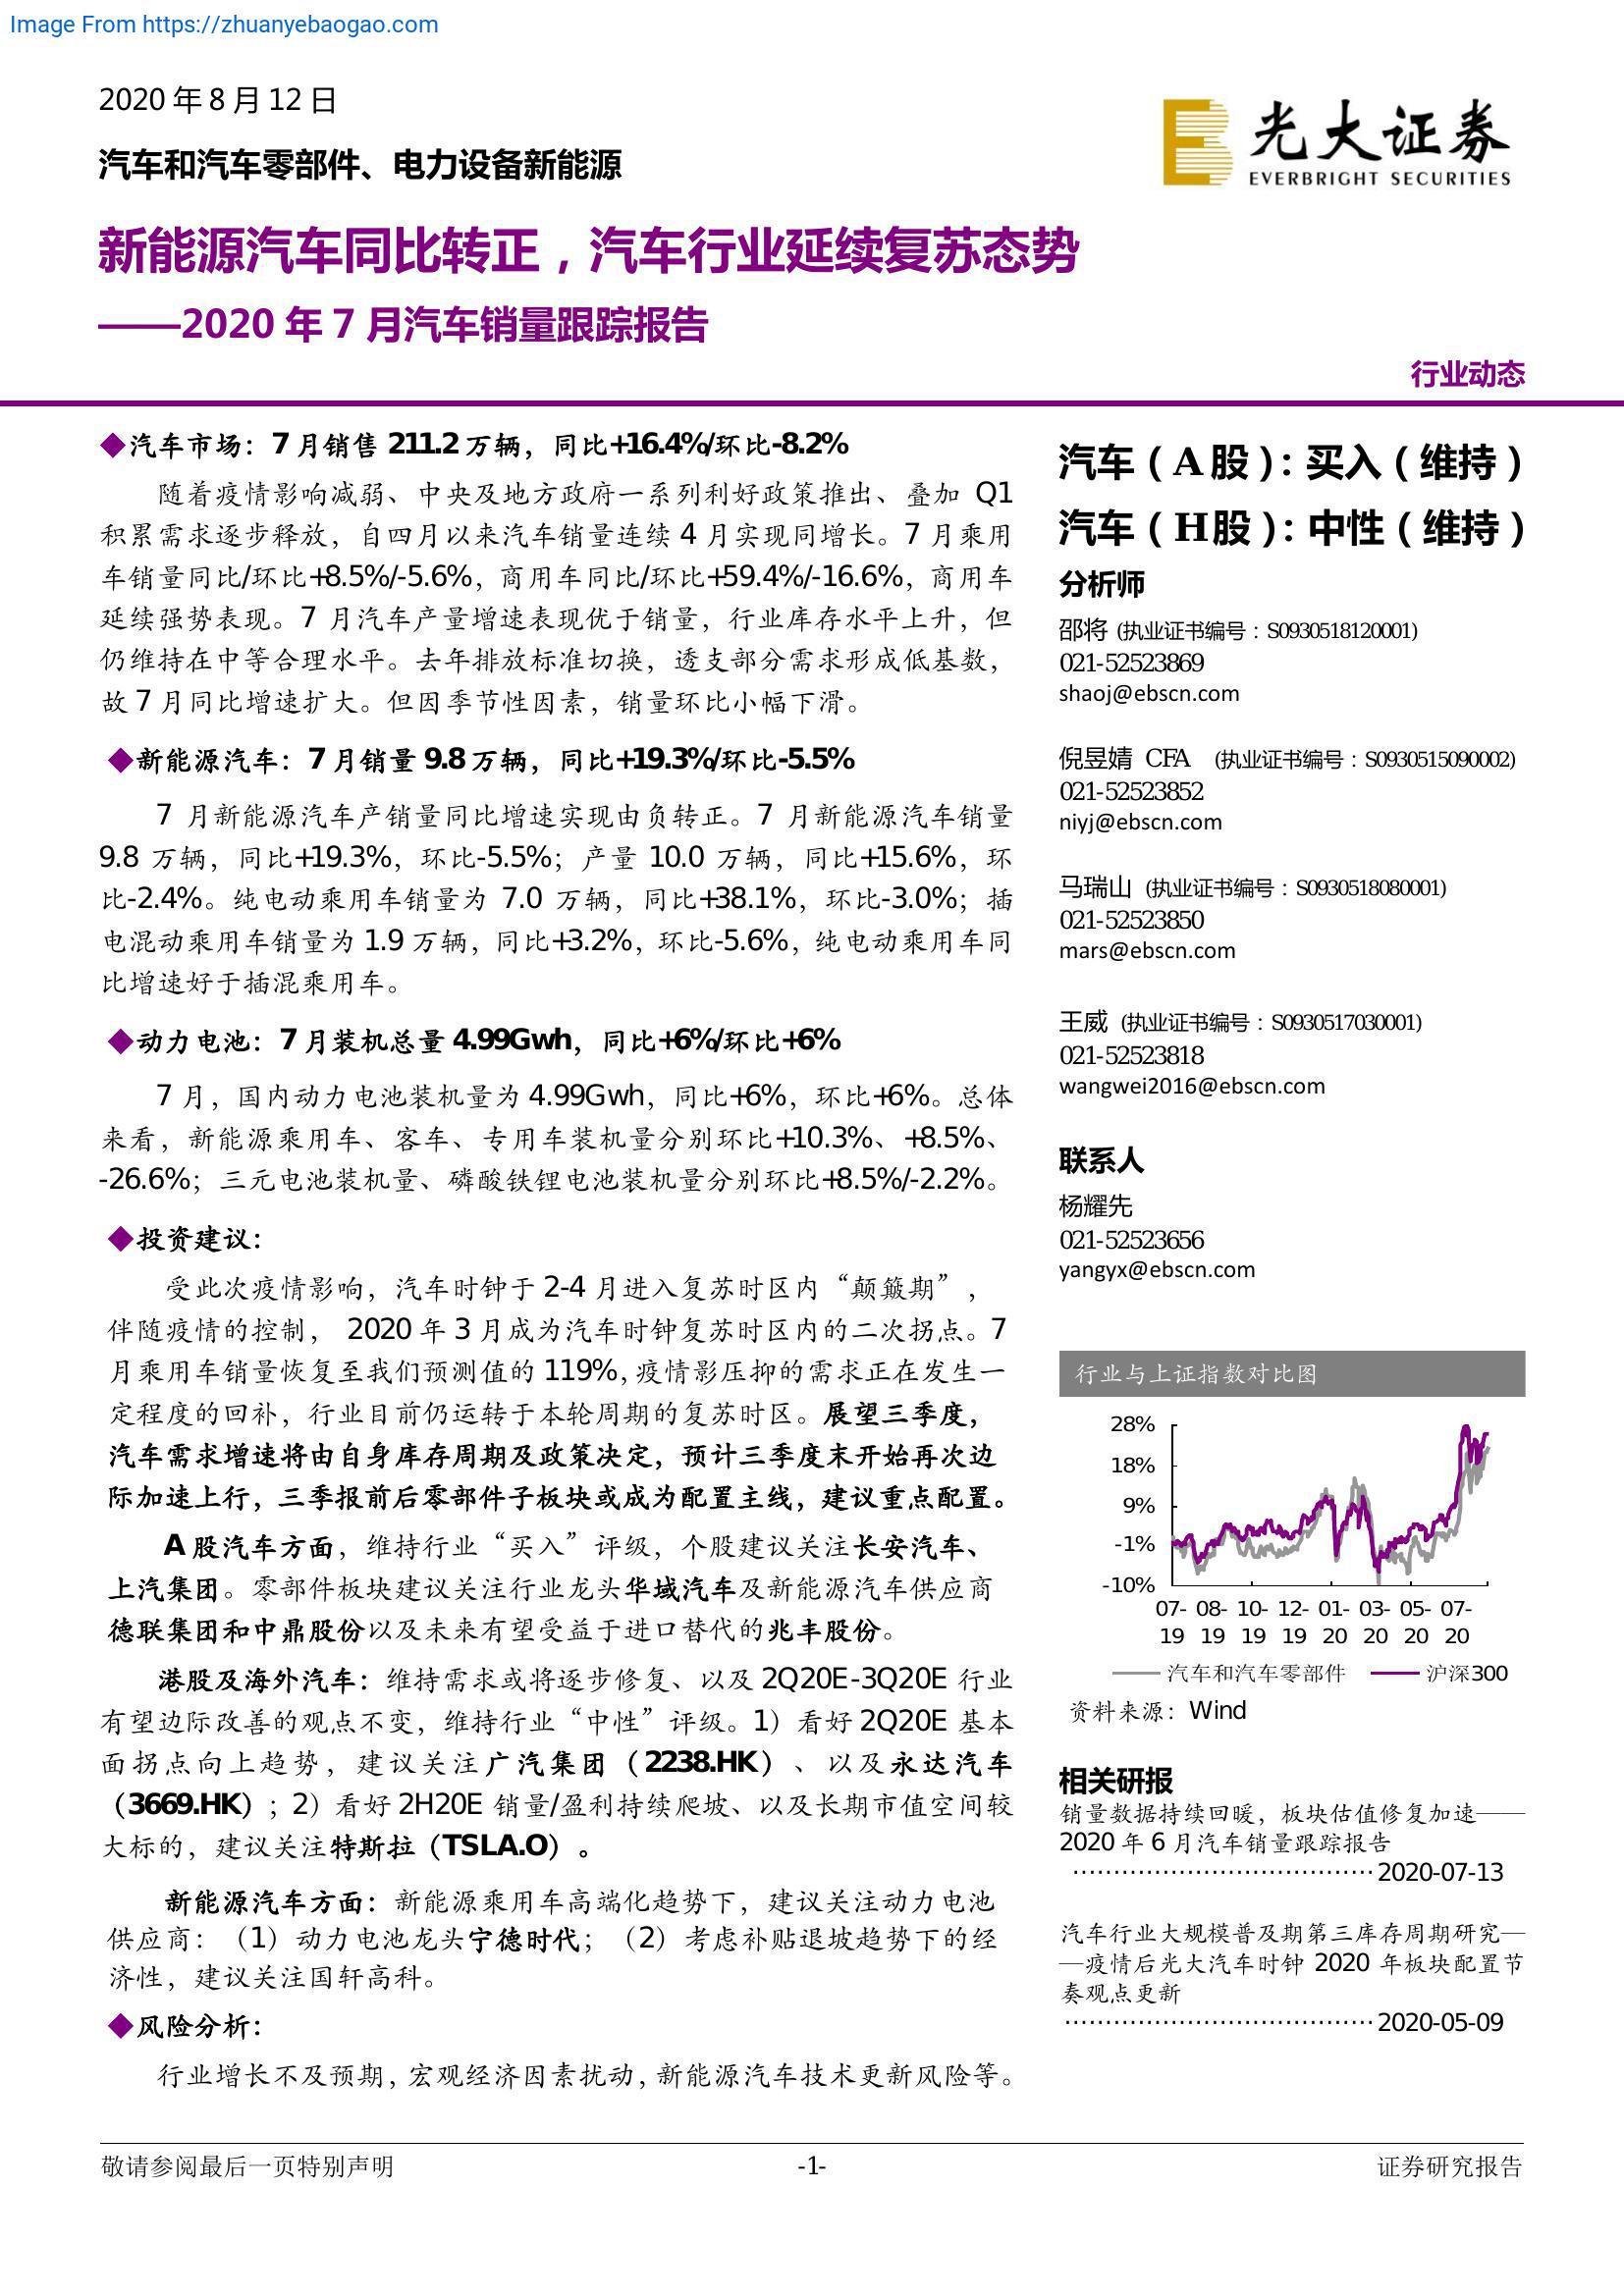 Image From https://zhuanyebaogao.com
2020 年 8 月 12 日
汽车和汽车零部件、电力设备新能源
光大证券
EVERBRIGHT SECURITIES
新能源汽车同比转正，汽车行业延续复苏态势
——2020 年 7 月汽车销量跟踪报告
行业动态
◆汽车市场：7 月销售 211.2 万辆，同比+16.4%/环比-8.2%
随着疫情影响减弱、中央及地方政府一系列利好政策推出、叠加 Q1
积累需求逐步释放，自四月以来汽车销量连续 4 月实现同增长。7 月乘用
车销量同比/环比+8.5%/-5.6%，商用车同比/环比+59.4%/-16.6%，商用车
延续强势表现。7 月汽车产量增速表现优于销量，行业库存水平上升，但
仍维持在中等合理水平。去年排放标准切换，透支部分需求形成低基数，
故 7 月同比增速扩大。但因季节性因素，销量环比小幅下滑。
◆新能源汽车：7 月销量 9.8 万辆，同比+19.3%/环比-5.5%
7 月新能源汽车产销量同比增速实现由负转正。7 月新能源汽车销量
9.8 万辆，同比+19.3%，环比-5.5%；产量 10.0 万辆，同比+15.6%，环
比-2.4%。纯电动乘用车销量为 7.0 万辆，同比+38.1%，环比-3.0%；插
电混动乘用车销量为 1.9 万辆，同比+3.2%，环比-5.6%，纯电动乘用车同
比增速好于插混乘用车。
◆动力电池：7 月装机总量 4.99Gwh，同比+6%/环比+6%
7 月，国内动力电池装机量为 4.99Gwh，同比+6%，环比+6%。总体
来看，新能源乘用车、客车、专用车装机量分别环比+10.3%、+8.5%、
-26.6%；三元电池装机量、磷酸铁锂电池装机量分别环比+8.5%/-2.2%。
◆投资建议：
受此次疫情影响，汽车时钟于 2-4 月进入复苏时区内“颠簸期”，
伴随疫情的控制， 2020 年 3 月成为汽车时钟复苏时区内的二次拐点。7
月乘用车销量恢复至我们预测值的 119%，疫情影压抑的需求正在发生一
定程度的回补，行业目前仍运转于本轮周期的复苏时区。展望三季度，
汽车需求增速将由自身库存周期及政策决定，预计三季度末开始再次边
际加速上行，三季报前后零部件子板块或成为配置主线，建议重点配置。
A 股汽车方面，维持行业“买入”评级，个股建议关注长安汽车、
上汽集团。零部件板块建议关注行业龙头华域汽车及新能源汽车供应商
德联集团和中鼎股份以及未来有望受益于进口替代的兆丰股份。
港股及海外汽车：维持需求或将逐步修复、以及 2Q20E-3Q20E 行业
有望边际改善的观点不变，维持行业“中性”评级。1）看好 2Q20E 基本
面拐点向上趋势，建议关注广汽集团（2238.HK）、以及永达汽车
（3669.HK）；2）看好 2H20E 销量/盈利持续爬坡、以及长期市值空间较
大标的，建议关注特斯拉（TSLA.O）。
新能源汽车方面：新能源乘用车高端化趋势下，建议关注动力电池
供应商：（1）动力电池龙头宁德时代；（2）考虑补贴退坡趋势下的经
济性，建议关注国轩高科。
◆风险分析：
行业增长不及预期，宏观经济因素扰动，新能源汽车技术更新风险等。
汽车（A 股）：买入（维持）
汽车（H股）：中性（维持）
分析师
邵将 (执业证书编号：S0930518120001)
021-52523869
shaoj@ebscn.com
倪昱婧 CFA (执业证书编号：S0930515090002)
021-52523852
niyj@ebscn.com
马瑞山 (执业证书编号：S0930518080001)
021-52523850
mars@ebscn.com
王威 (执业证书编号：S0930517030001)
021-52523818
wangwei2016@ebscn.com
联系人
杨耀先
021-52523656
yangyx@ebscn.com
行业与上证指数对比图
28%
18%
9%
-1%
-10%
07- 08- 10- 12- 01- 03- 05- 07-
19 19 19 19 20 20 20 20
汽车和汽车零部件 沪深300
资料来源：Wind
相关研报
销量数据持续回暖，板块估值修复加速——
2020 年 6 月汽车销量跟踪报告
····································2020-07-13
汽车行业大规模普及期第三库存周期研究—
—疫情后光大汽车时钟 2020 年板块配置节
奏观点更新
·····································2020-05-09
敬请参阅最后一页特别声明 -1- 证券研究报告